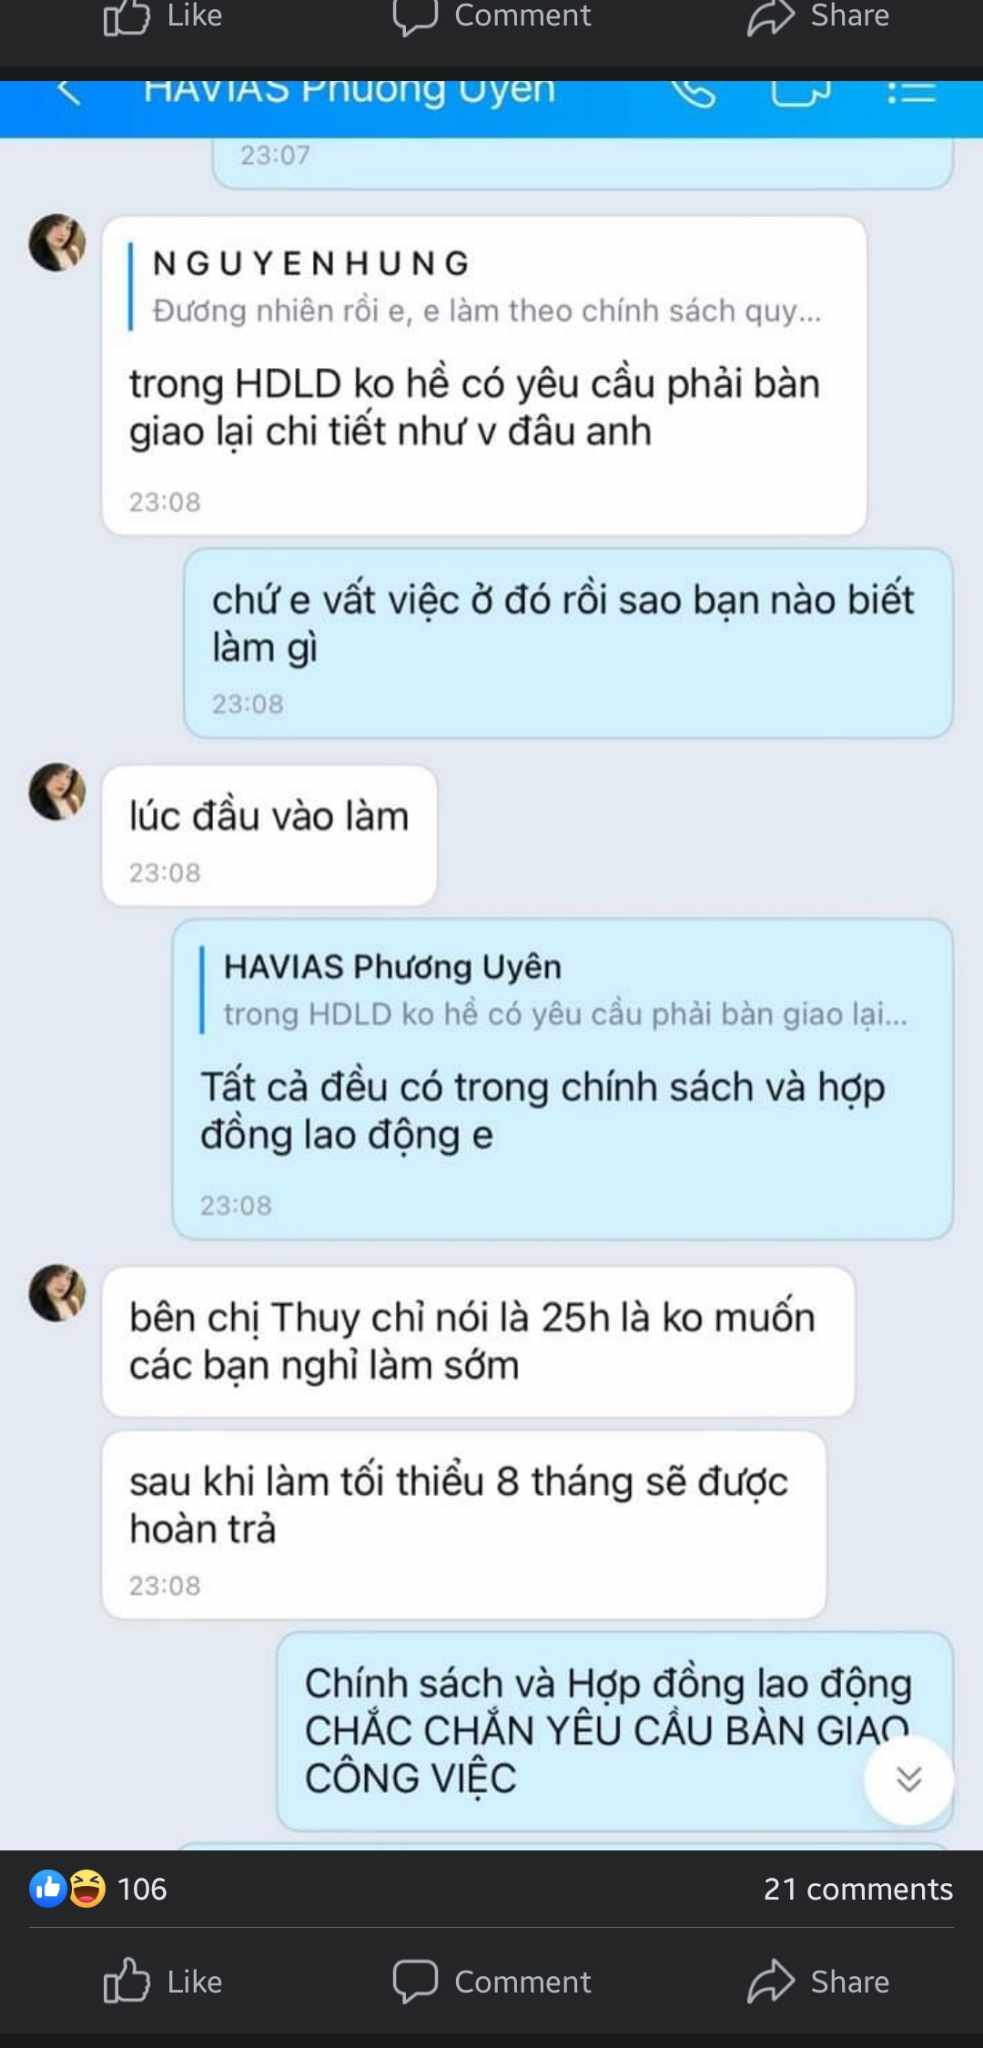 Like
Comment
Share
HAVIAS Phương Uyên
23:07
N G U Y E N H U N G
Đương nhiên rồi e, e làm theo chính sách quy...
trong HDLD ko hề có yêu cầu phải bàn
giao lại chi tiết như v đâu anh
23:08
chứ e vất việc ở đó rồi sao bạn nào biết
làm gì
23:08
lúc đầu vào làm
23:08
HAVIAS Phương Uyên
trong HDLD ko hề có yêu cầu phải bàn giao lại...
Tất cả đều có trong chính sách và hợp
đồng lao động e
23:08
bên chị Thuy chỉ nói là 25h là ko muốn
các bạn nghỉ làm sớm
sau khi làm tối thiểu 8 tháng sẽ được
hoàn trả
23:08
Chính sách và Hợp đồng lao động
CHẮC CHẮN YÊU CẦU BÀN GIAO
CÔNG VIỆC
106
21 comments
Like
Comment
Share